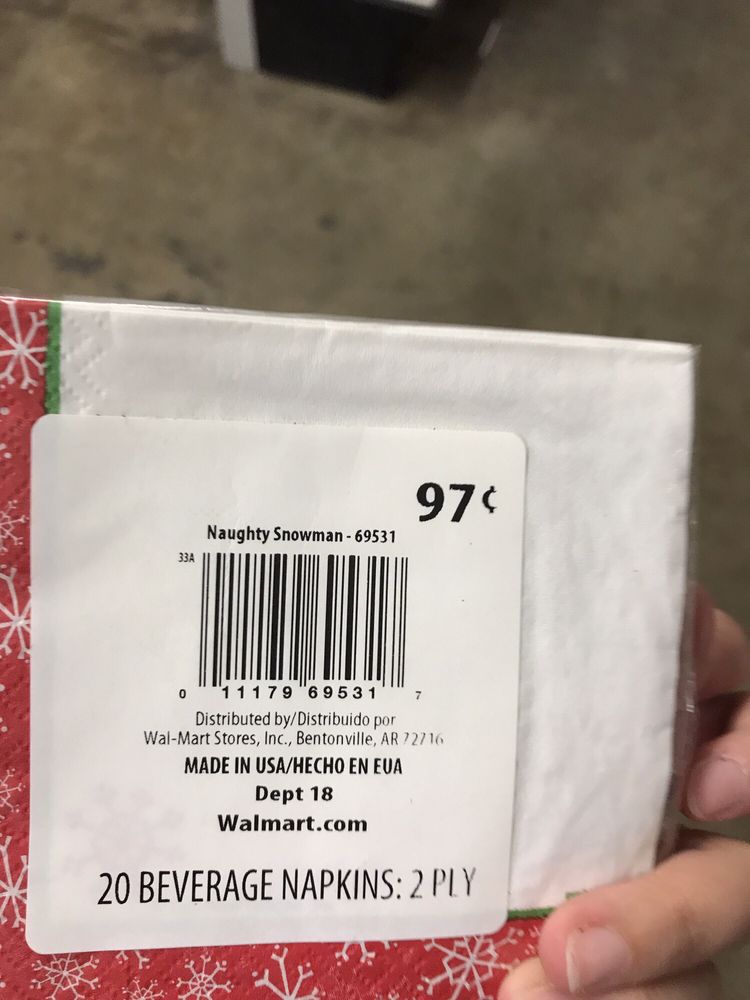 97¢
Naughty Snowman - 69531
33A
0 11179 69531 7
Distributed by/Distribuido por
Wal-Mart Stores, Inc., Bentonville, AR 72716
MADE IN USA/HECHO EN EUA
Dept 18
Walmart.com
20 BEVERAGE NAPKINS: 2 PLY